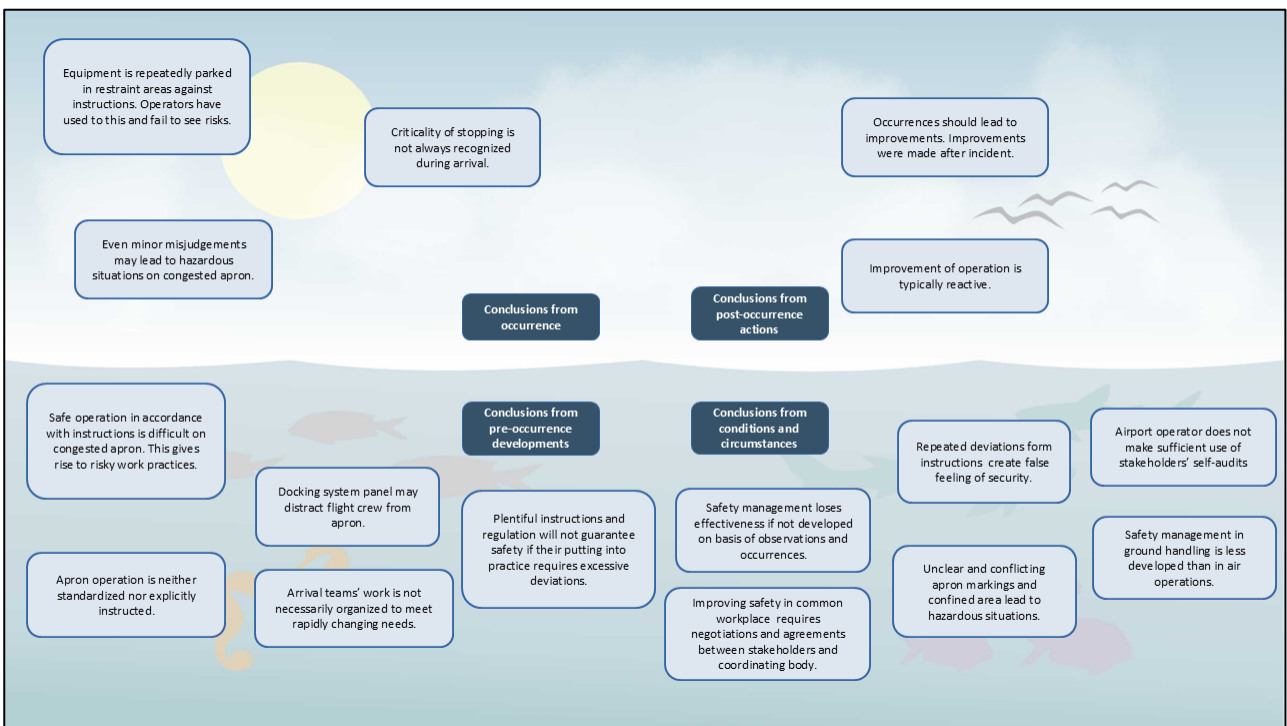 Equipment is repeatedly parked
in restraint areas against
instructions. Operators have
used to this and fail to see risks.
Criticality of stopping is
not always recognized
during arrival.
Occurrences should lead to
improvements. Improvements
were made after incident.
Even minor misjudgements
may lead to hazardous
situations on congested apron.
Improvement of operation is
typically reactive.
Conclusions from
occurrence
Conclusions from
post-occurrence
actions
Safe operation in accordance
with instructions is difficult on
congested apron. This gives
rise to risky work practices.
Conclusions from
pre-occurrence
developments
Conclusions from
conditions and
circumstances
Repeated deviations form
instructions create false
feeling of security.
Airport operator does not
make sufficient use of
stakeholders’ self-audits
Docking system panel may
distract flight crew from
apron.
Plentiful instructions and
regulation will not guarantee
safety if their putting into
practice requires excessive
deviations.
Safety management loses
effectiveness if not developed
on basis of observations and
occurrences.
Safety management in
ground handling is less
developed than in air
operations.
Apron operation is neither
standardized nor explicitly
instructed.
Arrival teams’ work is not
necessarily organized to meet
rapidly changing needs.
Improving safety in common
workplace requires
negotiations and agreements
between stakeholders and
coordinating body.
Unclear and conflicting
apron markings and
confined area lead to
hazardous situations.